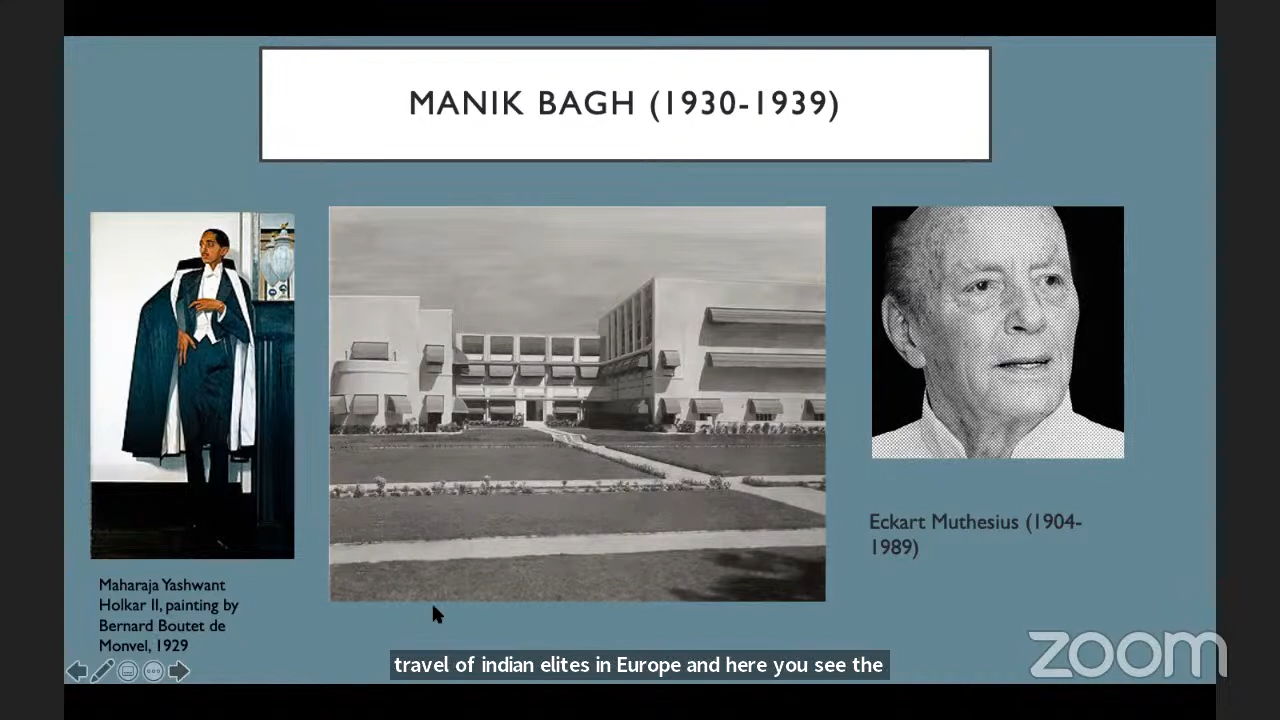 MANIK BAGH (1930-1939)
Eckart Muthesius (1904-
1989)
Maharaja Yashwant
Holkar II, painting by
Bernard Boutet de
Monvel, 1929
travel of indian elites in Europe and here you see the
zoom